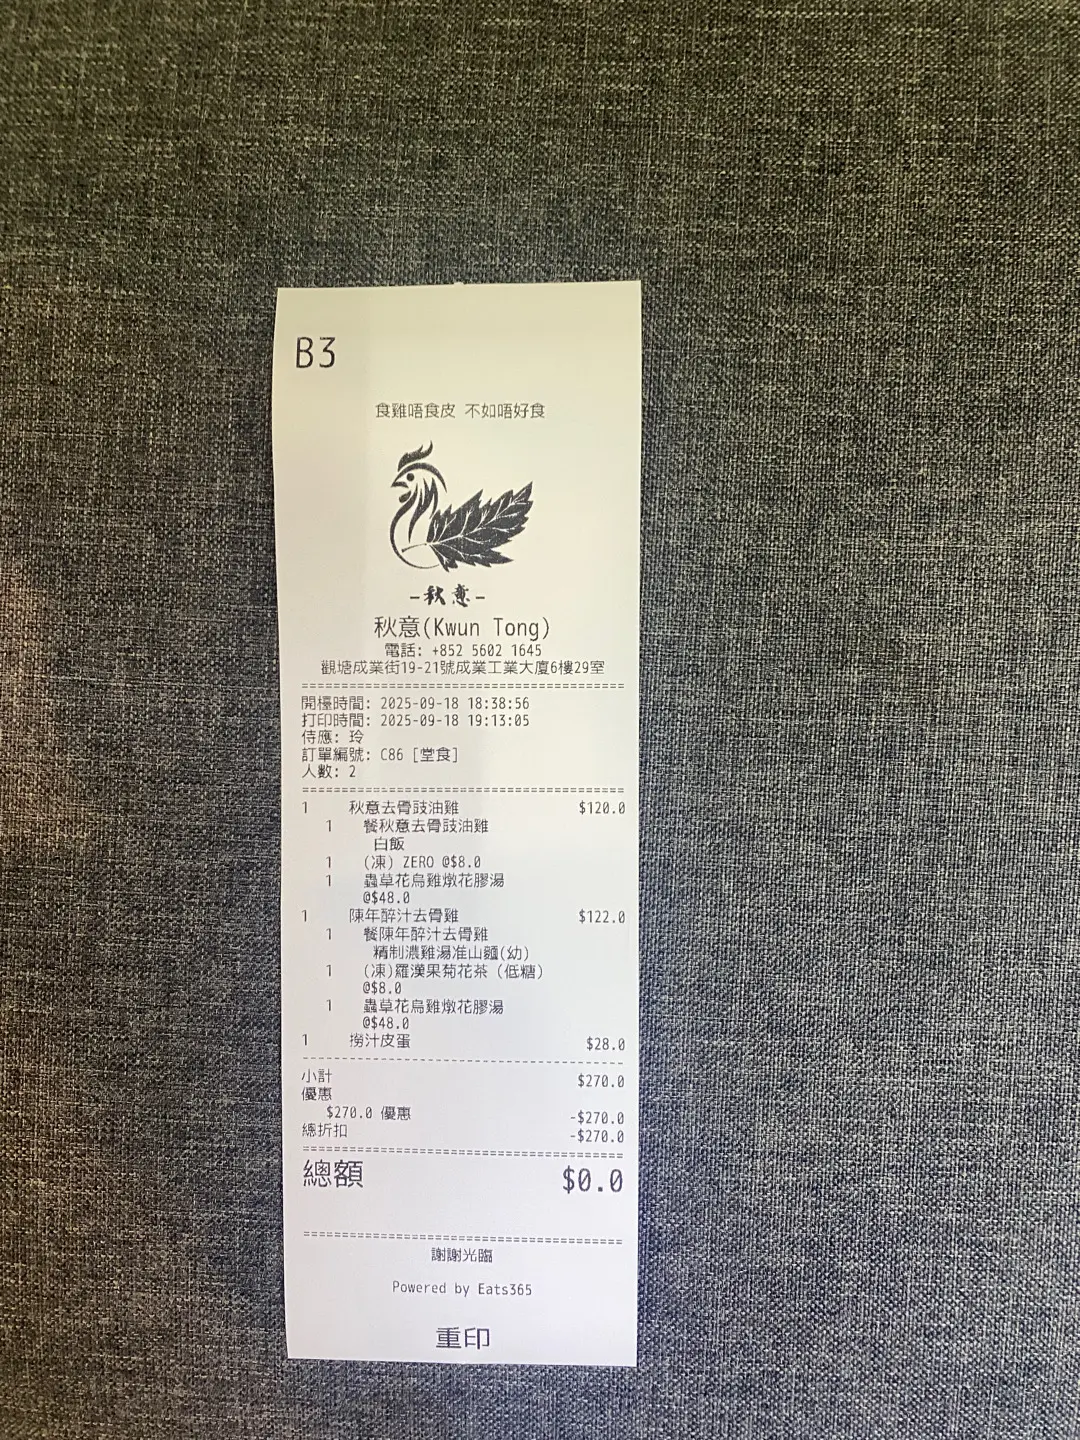 B3
食雞唔食皮 不如唔好食
-秋意-
秋意(Kwun Tong)
電話: +852 5602 1645
觀塘成業街19-21號成業工業大廈6樓29室
開檯時間: 2025-09-18 18:38:56
打印時間: 2025-09-18 19:13:05
侍應: 玲
訂單編號: C86 [堂食]
人數: 2
1 秋意去骨豉油雞 $120.0
1 餐秋意去骨豉油雞
白飯
1 (凍) ZERO @$8.0
1 蟲草花烏雞燉花膠湯
@$48.0
1 陳年醉汁去骨雞 $122.0
1 餐陳年醉汁去骨雞
精制濃雞湯准山麵(幼)
1 (凍)羅漢果菊花茶（低糖）
@$8.0
1 蟲草花烏雞燉花膠湯
@$48.0
1 撈汁皮蛋 $28.0
小計 $270.0
優惠
$270.0 優惠 -$270.0
總折扣 -$270.0
總額 $0.0
謝謝光臨
Powered by Eats365
重印